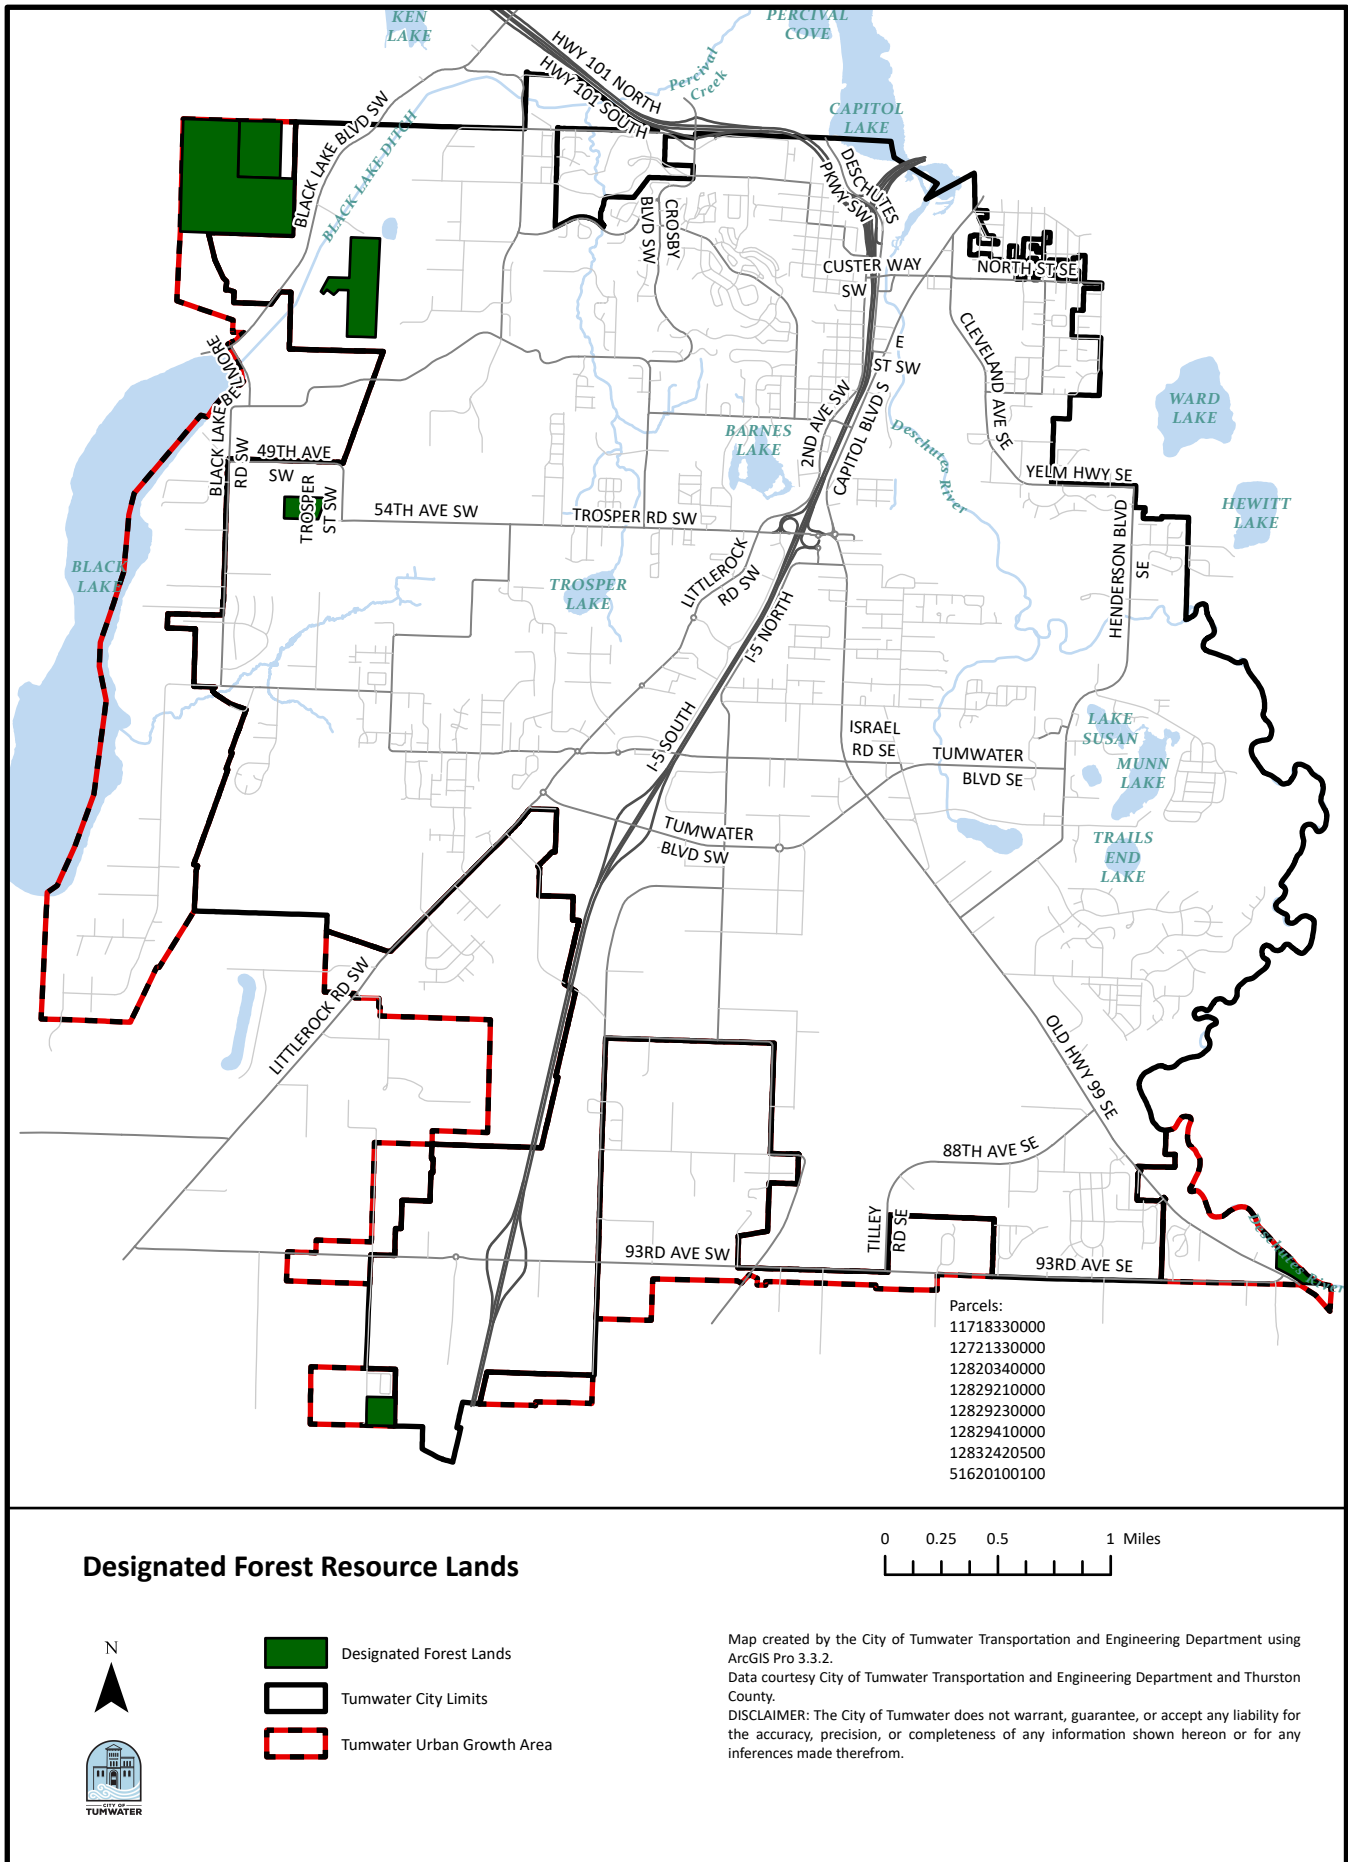 KEN
LAKE
PERCIVAL
COVE
HWY 101 NORTH
HWY 101 SOUTH
Percival
Creek
CAPITOL
LAKE
BLACK LAKE BLVD SW
BLACK LAKE DITCH
DESCHUTES
PKWY SW
CROSBY
BLVD SW
CUSTER WAY
SW
NORTH ST SE
CLEVELAND AVE SE
E
ST SW
WARD
LAKE
BLACK LAKE BELMORE
RD SW
2ND AVE SW
CAPITOL BLVD S
BARNES
LAKE
Deschutes River
49TH AVE
SW
YELM HWY SE
HEWITT
LAKE
TROSPER
ST SW
54TH AVE SW
TROSPER RD SW
HENDERSON BLVD
SE
BLACK
LAKE
TROSPER
LAKE
LITTLEROCK
RD SW
I-5 NORTH
I-5 SOUTH
ISRAEL
RD SE
LAKE
SUSAN
TUMWATER
BLVD SE
MUNN
LAKE
TUMWATER
BLVD SW
TRAILS
END
LAKE
LITTLEROCK RD SW
OLD HWY 99 SE
88TH AVE SE
TILLEY
RD SE
93RD AVE SW
93RD AVE SE
Deschutes River
Parcels:
11718330000
12721330000
12820340000
12829210000
12829230000
12829410000
12832420500
51620100100
Designated Forest Resource Lands
0 0.25 0.5 1 Miles
N
Designated Forest Lands
Tumwater City Limits
Tumwater Urban Growth Area
CITY OF
TUMWATER
Map created by the City of Tumwater Transportation and Engineering Department using
ArcGIS Pro 3.3.2.
Data courtesy City of Tumwater Transportation and Engineering Department and Thurston
County.
DISCLAIMER: The City of Tumwater does not warrant, guarantee, or accept any liability for
the accuracy, precision, or completeness of any information shown hereon or for any
inferences made therefrom.